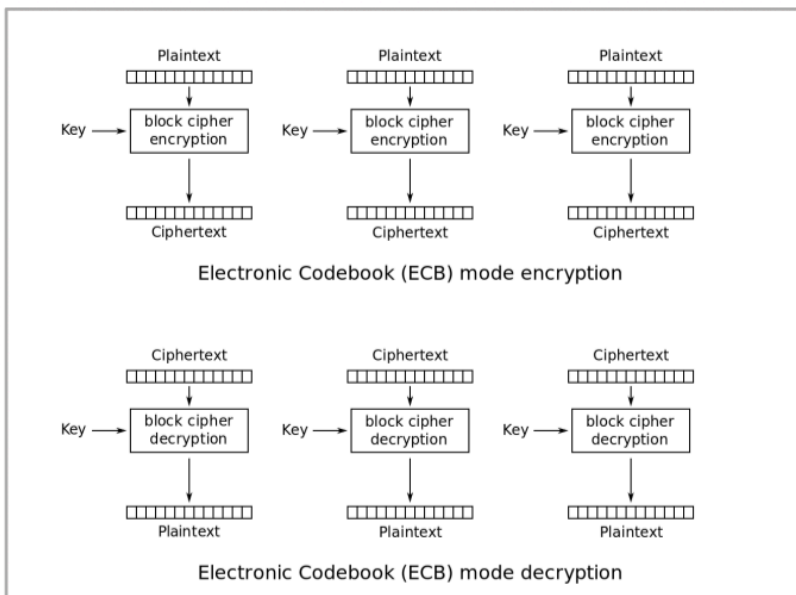 Plaintext Plaintext Plaintext
Key block cipher encryption Key block cipher encryption Key block cipher encryption
Ciphertext Ciphertext Ciphertext
Electronic Codebook (ECB) mode encryption
Ciphertext Ciphertext Ciphertext
Key block cipher decryption Key block cipher decryption Key block cipher decryption
Plaintext Plaintext Plaintext
Electronic Codebook (ECB) mode decryption